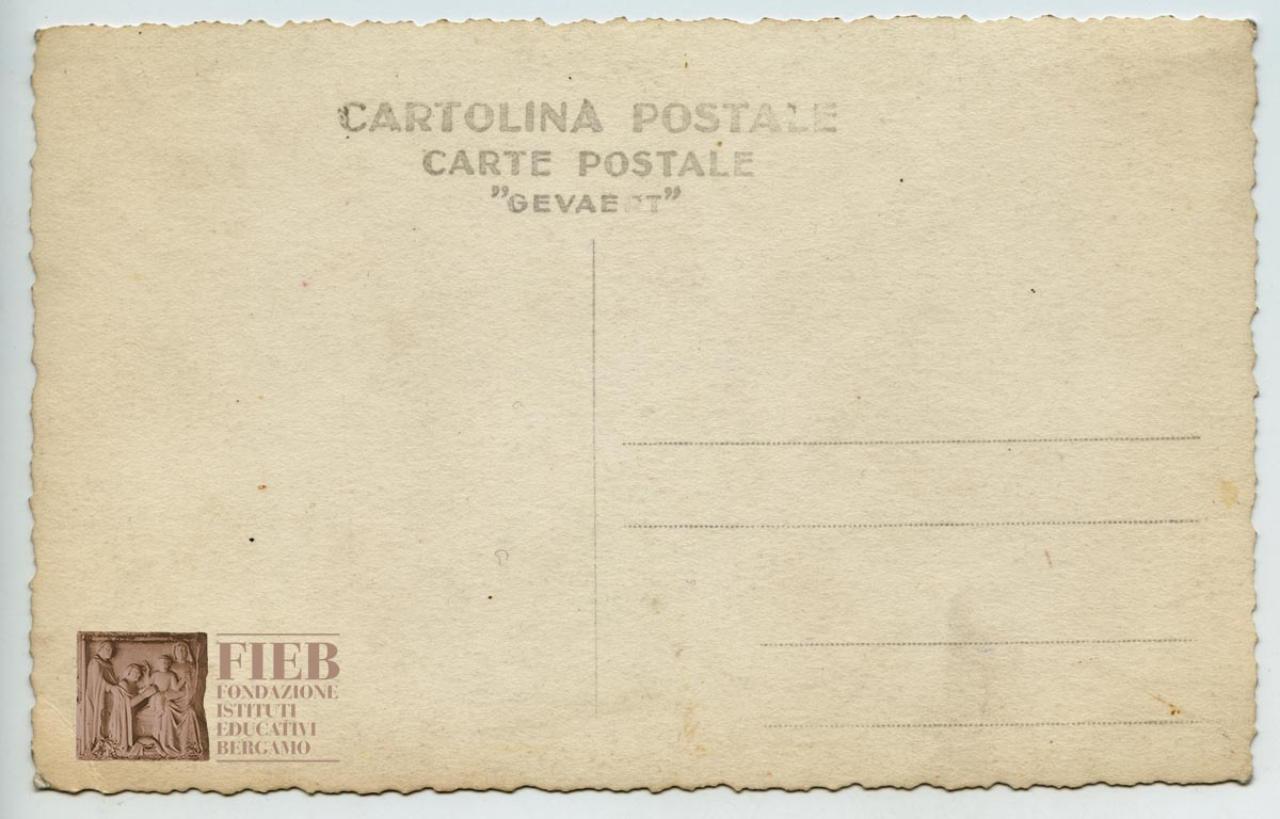 CARTOLINA POSTALE
CARTE POSTALE
"GEVAERT"
FIEB
FONDAZIONE
ISTITUTI
EDUCATIVI
BERGAMO